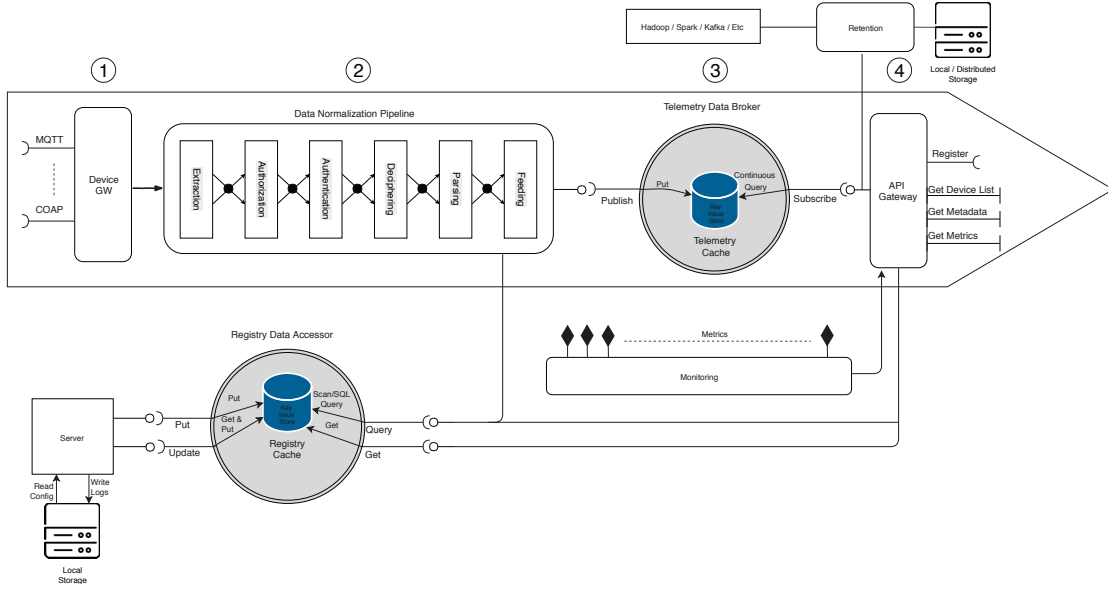 Hadoop / Spark / Kafka / Etc
Retention
Local / Distributed
Storage
1
2
3
4
Data Normalization Pipeline
Telemetry Data Broker
MQTT
COAP
Device
GW
Extraction
Authorization
Authentication
Deciphering
Parsing
Feeding
Publish
Put
Continuous
Query
Key
Value
Store
Telemetry
Cache
Subscribe
API
Gateway
Register
Get Device List
Get Metadata
Get Metrics
Registry Data Accessor
Metrics
Monitoring
Server
Put
Update
Put
Get &
Put
Scan/SQL
Query
Get
Key
Value
Store
Registry
Cache
Query
Get
Read
Config
Write
Logs
Local
Storage